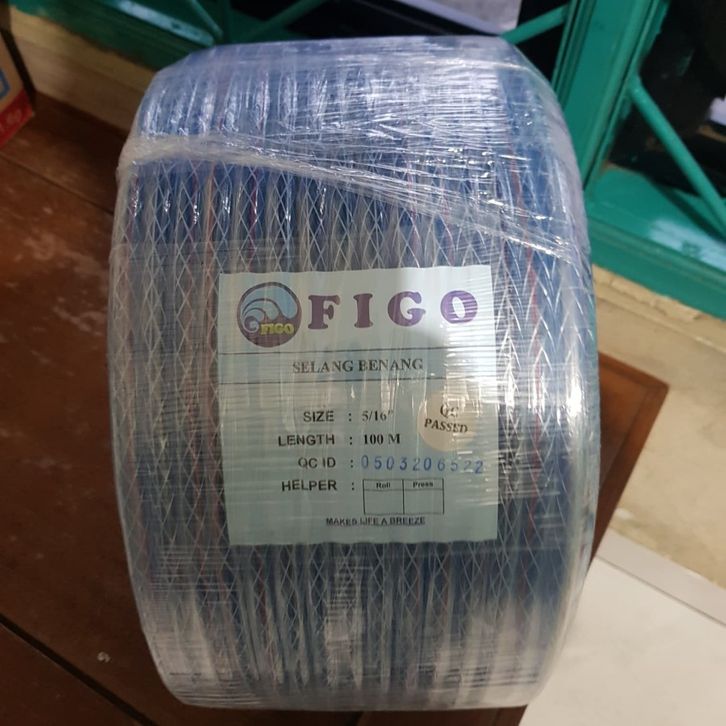 FIGO
FIGO
SELANG BENANG
SIZE : 5/16"
LENGTH : 100 M
QC PASSED
QC ID : 0503206522
HELPER :
Roll Press
MAKES LIFE A BREEZE